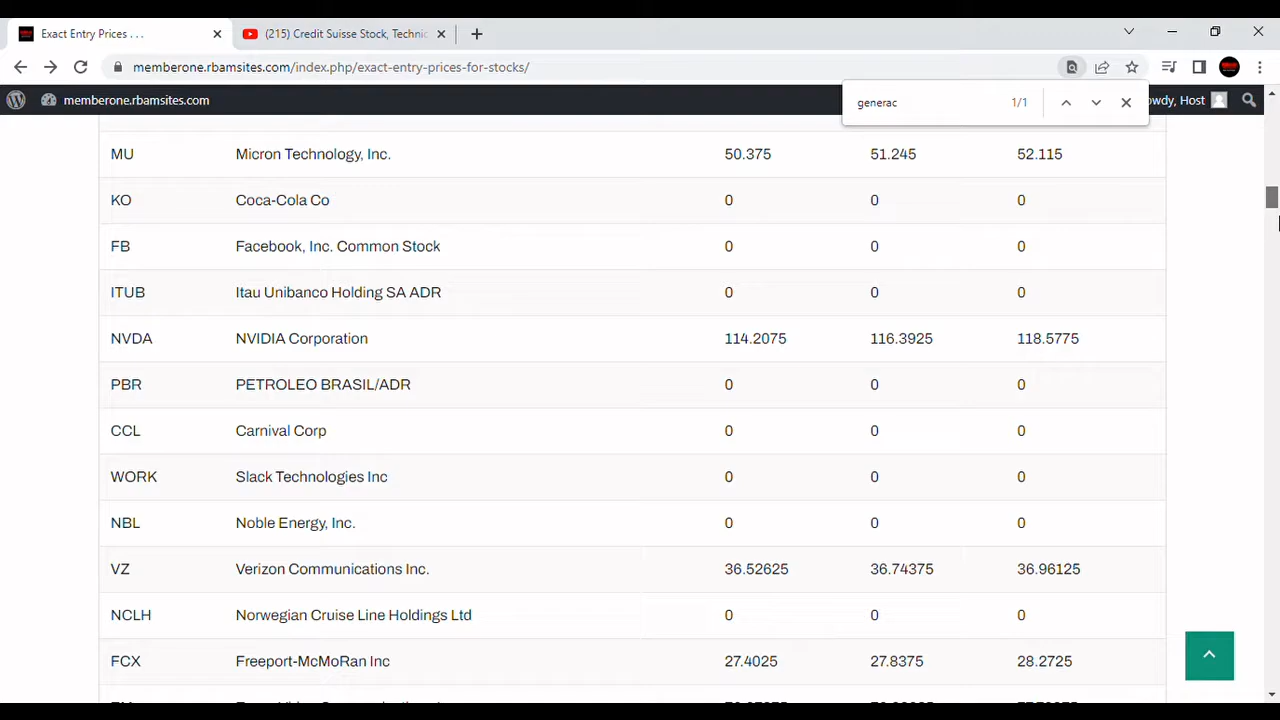 Exact Entry Prices . . .
(215) Credit Suisse Stock, Technic
memberone.rbamsites.com/index.php/exact-entry-prices-for-stocks/
memberone.rbamsites.com
owdy, Host
generac 1/1
MU Micron Technology, Inc. 50.375 51.245 52.115
KO Coca-Cola Co 0 0 0
FB Facebook, Inc. Common Stock 0 0 0
ITUB Itau Unibanco Holding SA ADR 0 0 0
NVDA NVIDIA Corporation 114.2075 116.3925 118.5775
PBR PETROLEO BRASIL/ADR 0 0 0
CCL Carnival Corp 0 0 0
WORK Slack Technologies Inc 0 0 0
NBL Noble Energy, Inc. 0 0 0
VZ Verizon Communications Inc. 36.52625 36.74375 36.96125
NCLH Norwegian Cruise Line Holdings Ltd 0 0 0
FCX Freeport-McMoRan Inc 27.4025 27.8375 28.2725